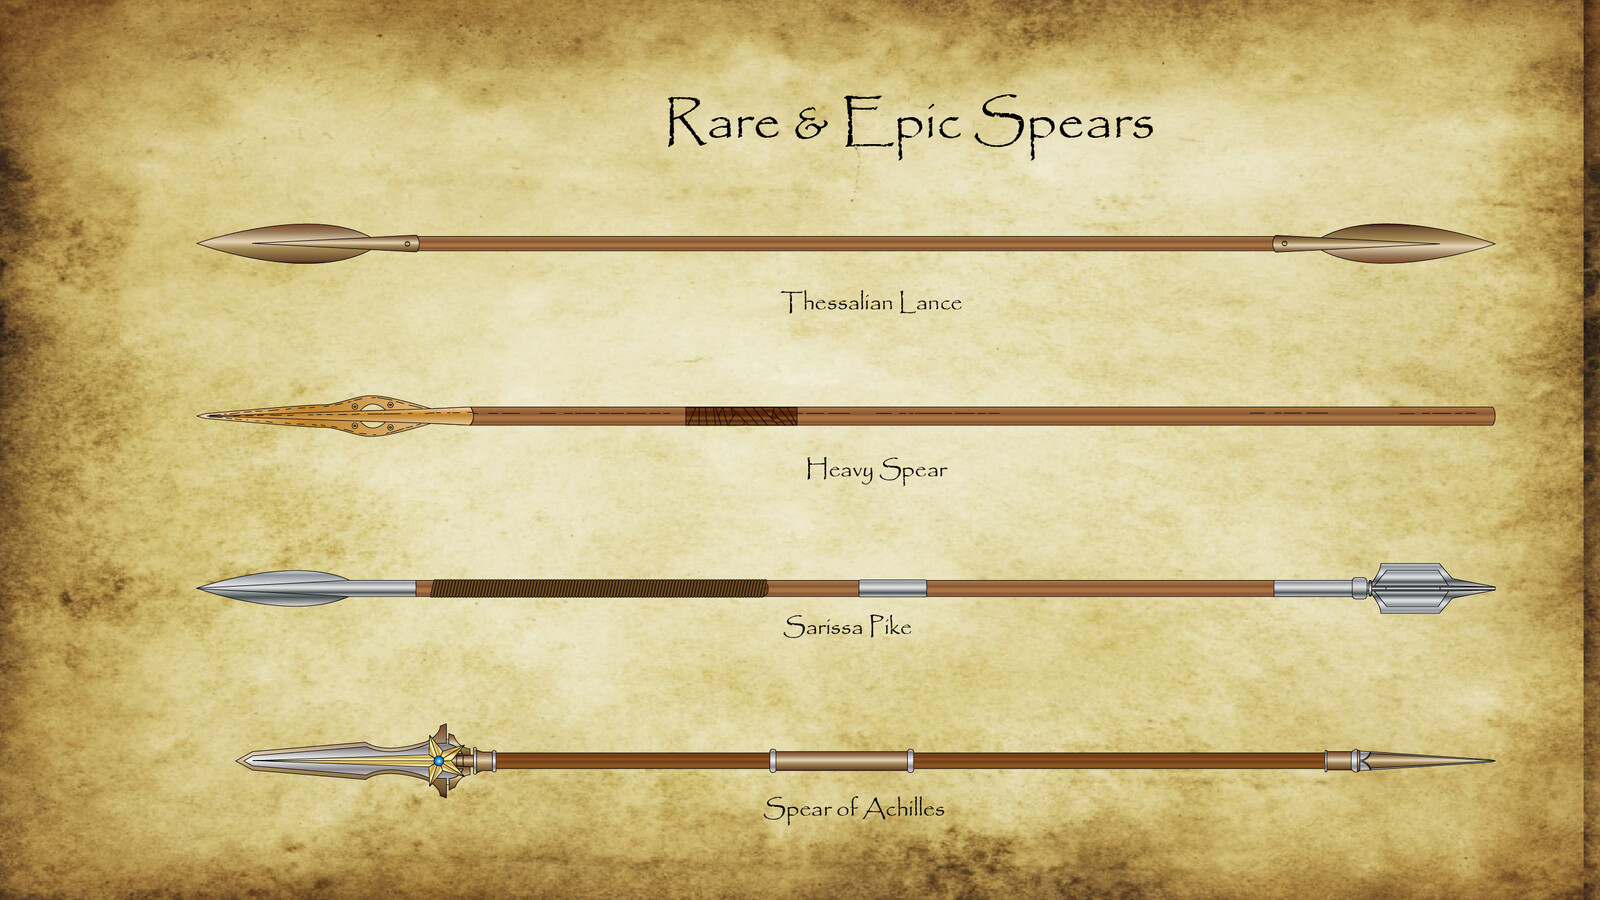 Rare & Epic Spears
Thessalian Lance
Heavy Spear
Sarissa Pike
Spear of Achilles